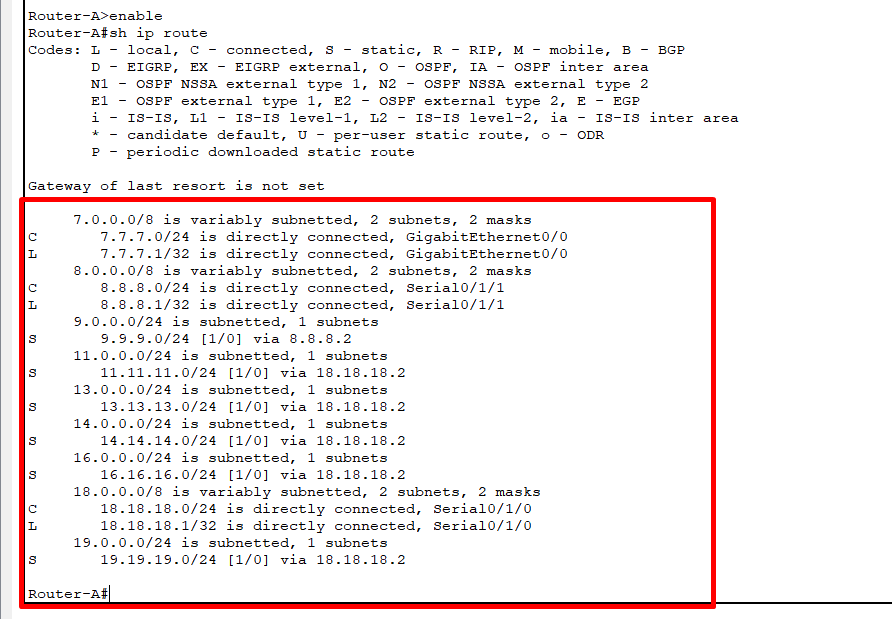 Router-A>enable
Router-A#sh ip route
Codes: L - local, C - connected, S - static, R - RIP, M - mobile, B - BGP
       D - EIGRP, EX - EIGRP external, O - OSPF, IA - OSPF inter area
       N1 - OSPF NSSA external type 1, N2 - OSPF NSSA external type 2
       E1 - OSPF external type 1, E2 - OSPF external type 2, E - EGP
       i - IS-IS, L1 - IS-IS level-1, L2 - IS-IS level-2, ia - IS-IS inter area
       * - candidate default, U - per-user static route, o - ODR
       P - periodic downloaded static route
Gateway of last resort is not set
     7.0.0.0/8 is variably subnetted, 2 subnets, 2 masks
C       7.7.7.0/24 is directly connected, GigabitEthernet0/0
L       7.7.7.1/32 is directly connected, GigabitEthernet0/0
     8.0.0.0/8 is variably subnetted, 2 subnets, 2 masks
C       8.8.8.0/24 is directly connected, Serial0/1/1
L       8.8.8.1/32 is directly connected, Serial0/1/1
     9.0.0.0/24 is subnetted, 1 subnets
S       9.9.9.0/24 [1/0] via 8.8.8.2
     11.0.0.0/24 is subnetted, 1 subnets
S       11.11.11.0/24 [1/0] via 18.18.18.2
     13.0.0.0/24 is subnetted, 1 subnets
S       13.13.13.0/24 [1/0] via 18.18.18.2
     14.0.0.0/24 is subnetted, 1 subnets
S       14.14.14.0/24 [1/0] via 18.18.18.2
     16.0.0.0/24 is subnetted, 1 subnets
S       16.16.16.0/24 [1/0] via 18.18.18.2
     18.0.0.0/8 is variably subnetted, 2 subnets, 2 masks
C       18.18.18.0/24 is directly connected, Serial0/1/0
L       18.18.18.1/32 is directly connected, Serial0/1/0
     19.0.0.0/24 is subnetted, 1 subnets
S       19.19.19.0/24 [1/0] via 18.18.18.2
Router-A#